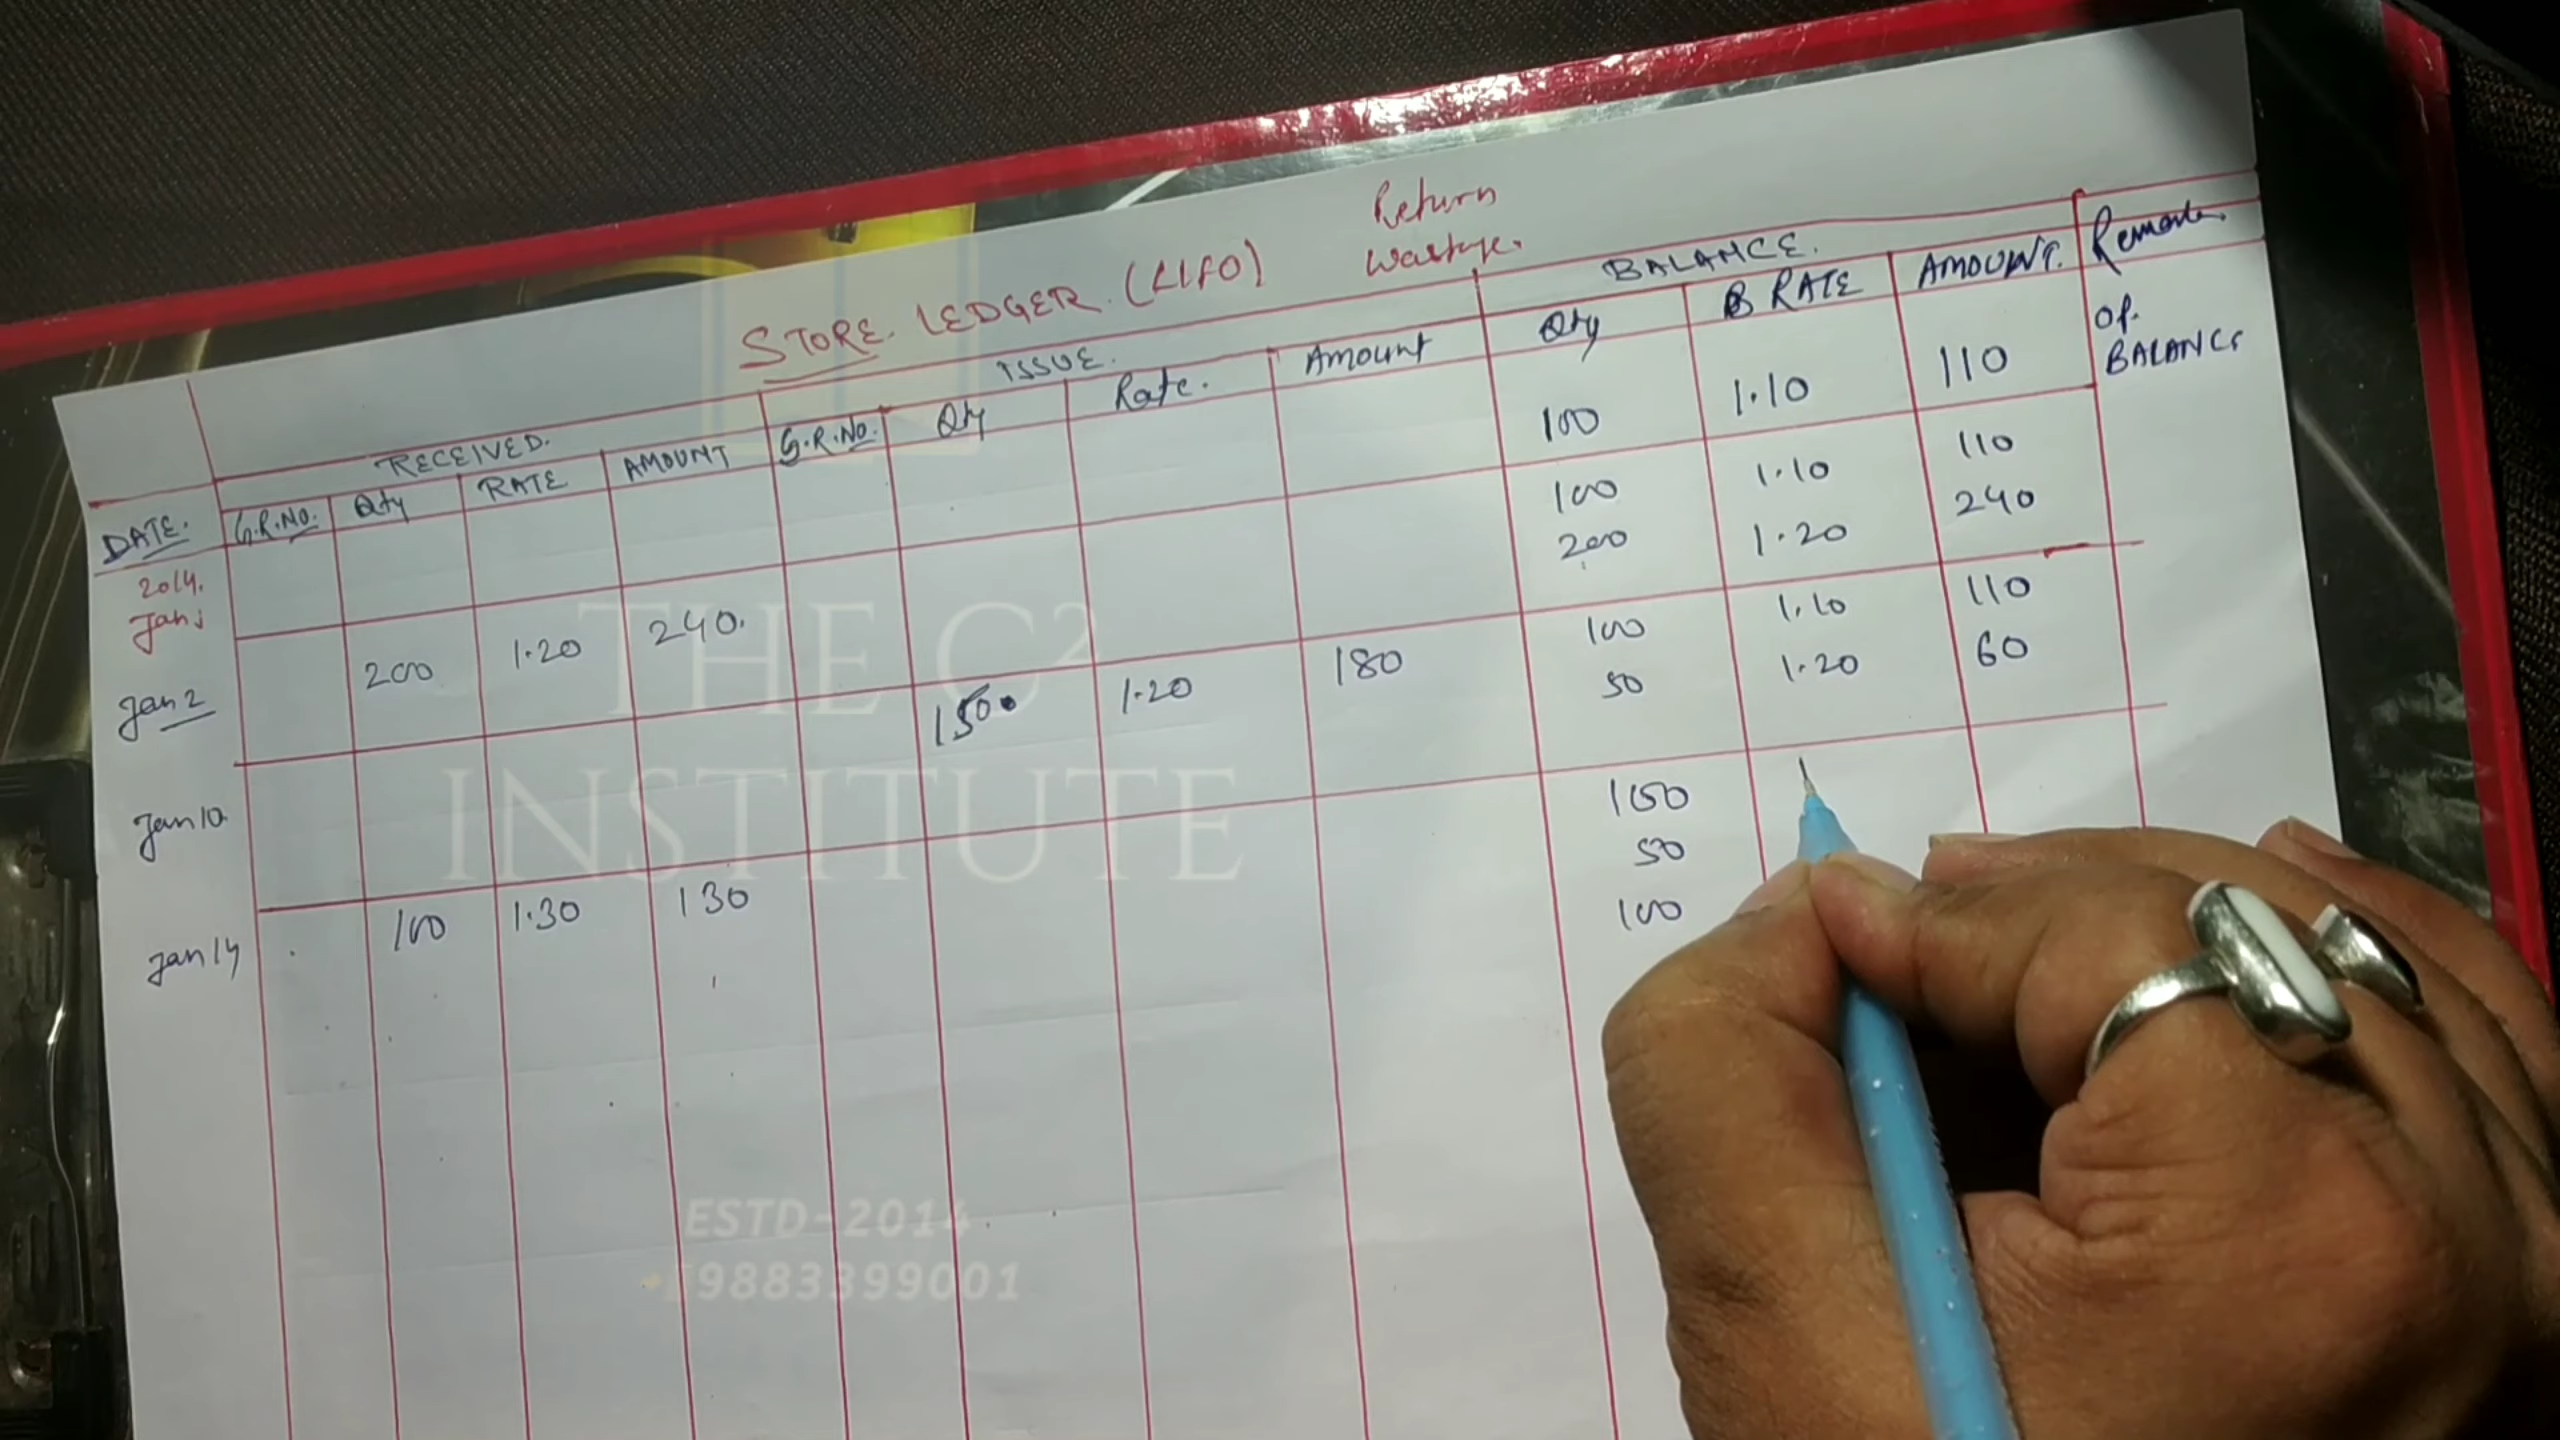 Return
Wastage.
STORE LEDGER. (LIFO)
RECEIVED. ISSUE. BALANCE. Remark.
DATE. G.R.NO. Qty RATE AMOUNT G.R.NO. Qty Rate. Amount Qty RATE AMOUNT.
2014.
Jan 1 100 1.10 110 OP. BALANCE
Jan 2 200 1.20 240. 100 1.10 110
200 1.20 240
Jan 10 150 1.20 180 100 1.10 110
50 1.20 60
Jan 14 100 1.30 130 100
50
100
THE C²
INSTITUTE
ESTD-2014
9883399001